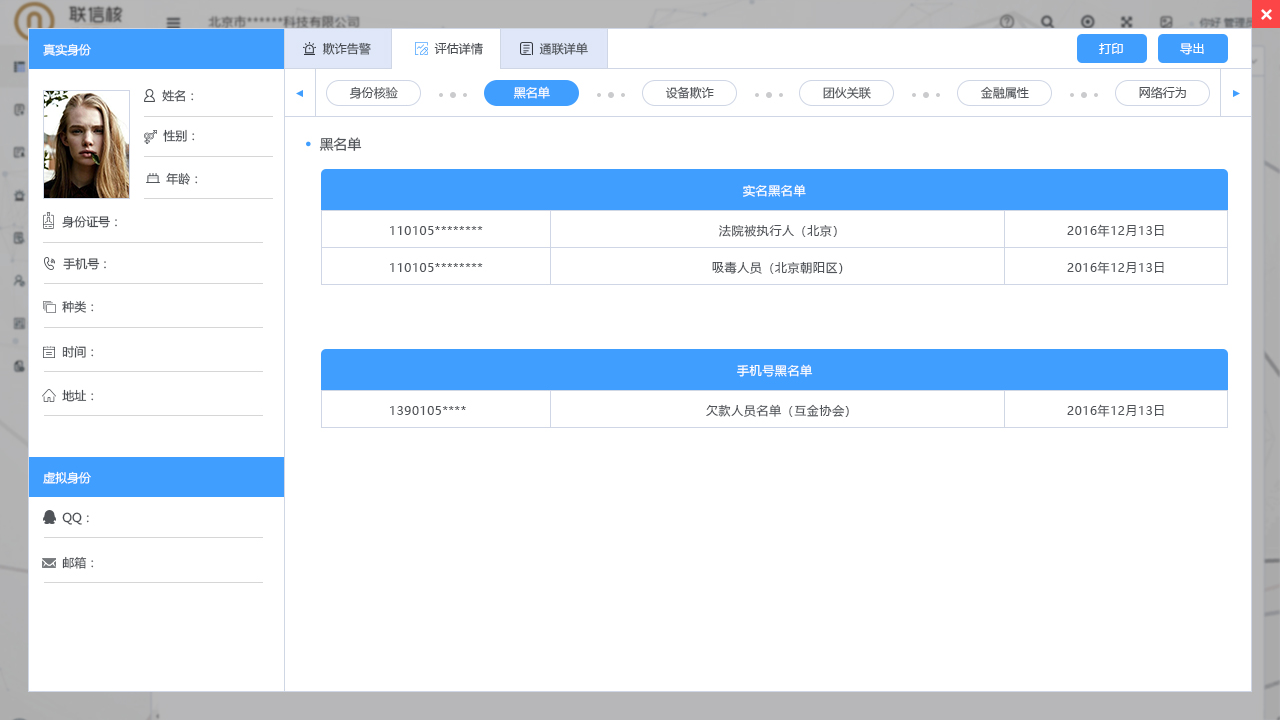 联信核
北京市******科技有限公司
你好 管理员
真实身份
欺诈告警
评估详情
通联详单
打印
导出
身份核验
黑名单
设备欺诈
团伙关联
金融属性
网络行为
姓名：
性别：
年龄：
身份证号：
手机号：
种类：
时间：
地址：
虚拟身份
QQ：
邮箱：
黑名单
实名黑名单
110105******** 法院被执行人（北京） 2016年12月13日
110105******** 吸毒人员（北京朝阳区） 2016年12月13日
手机号黑名单
1390105**** 欠款人员名单（互金协会） 2016年12月13日